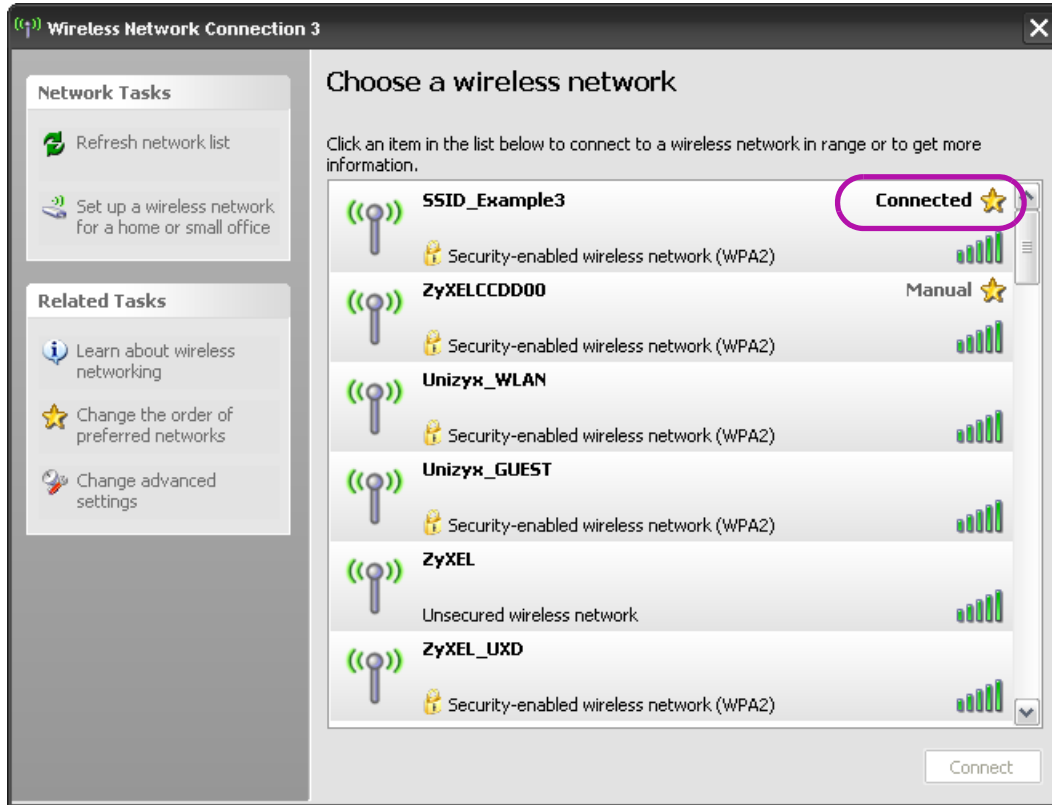 Wireless Network Connection 3
Network Tasks
Refresh network list
Set up a wireless network
for a home or small office
Related Tasks
Learn about wireless
networking
Change the order of
preferred networks
Change advanced
settings
Choose a wireless network
Click an item in the list below to connect to a wireless network in range or to get more
information.
SSID_Example3 Connected
Security-enabled wireless network (WPA2)
ZyXELCCDD00 Manual
Security-enabled wireless network (WPA2)
Unizyx_WLAN
Security-enabled wireless network (WPA2)
Unizyx_GUEST
Security-enabled wireless network (WPA2)
ZyXEL
Unsecured wireless network
ZyXEL_UXD
Security-enabled wireless network (WPA2)
Connect